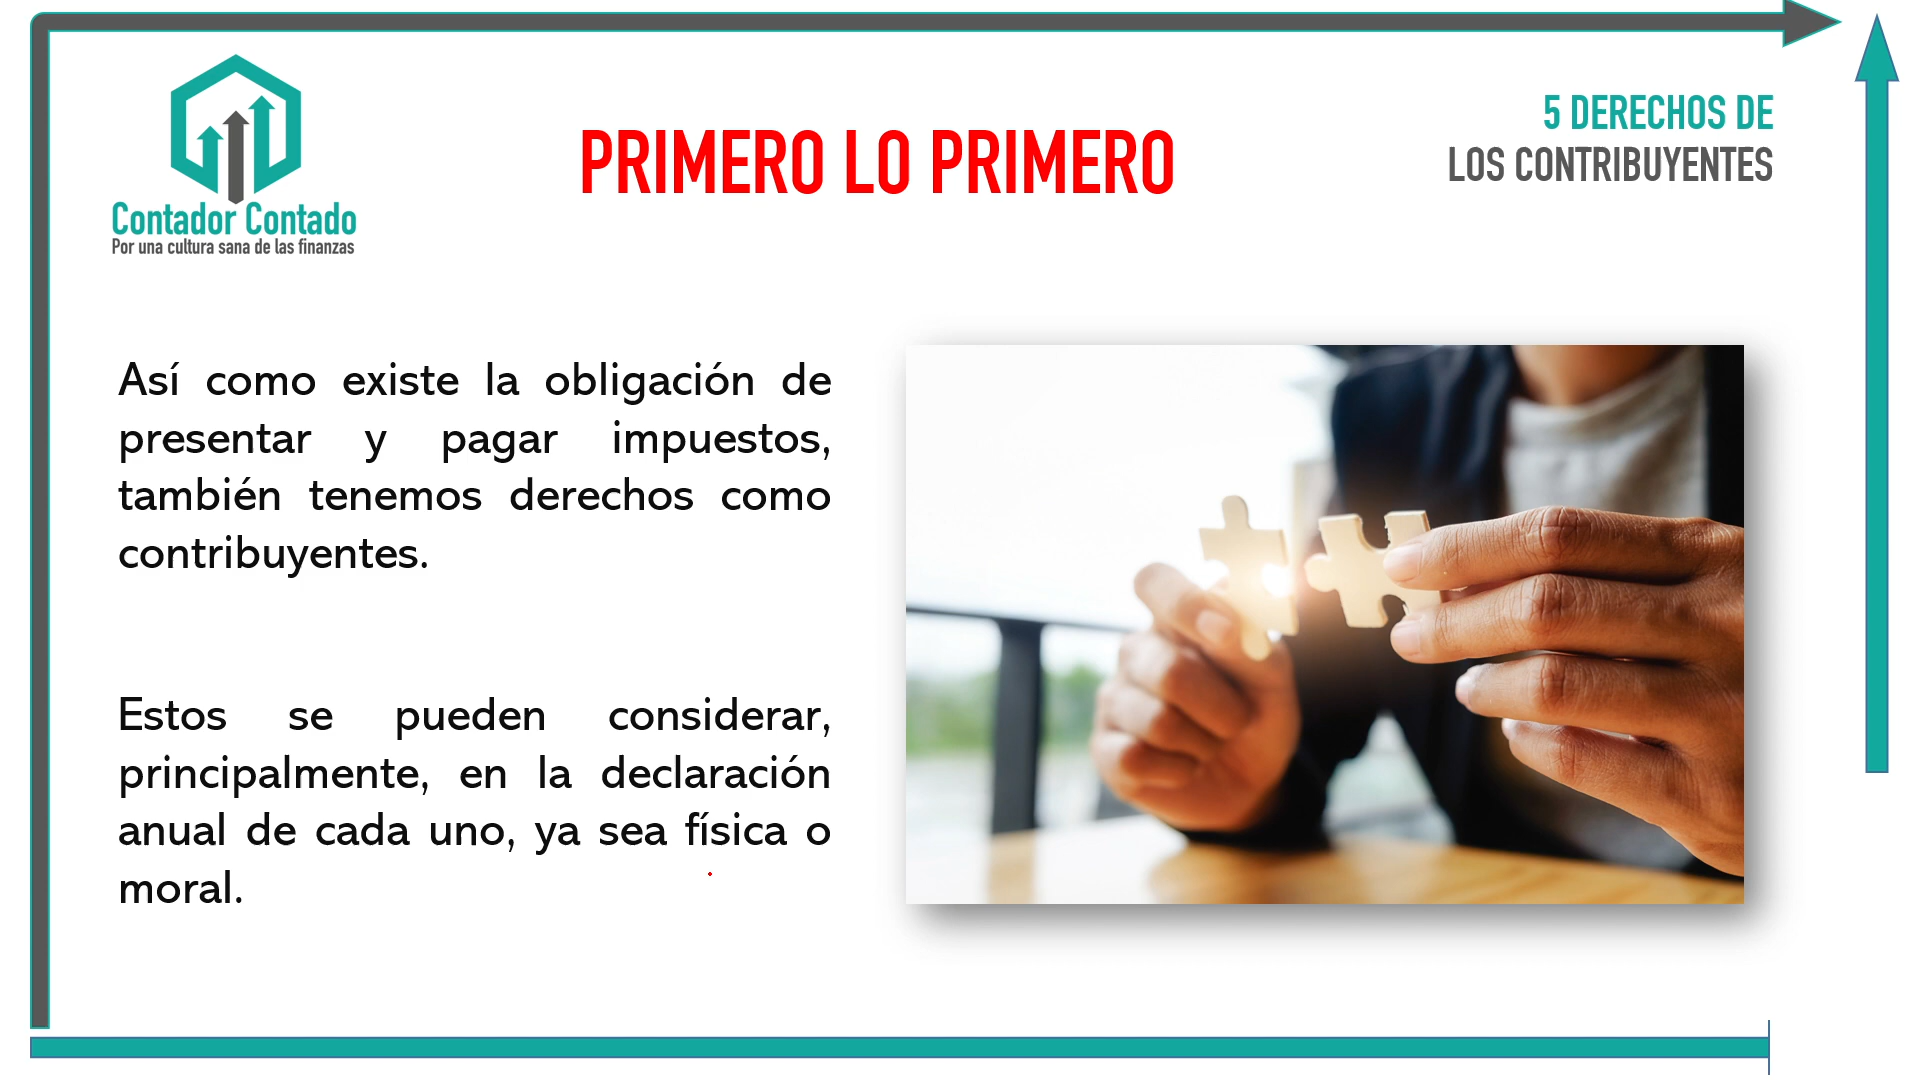 Contador Contado
Por una cultura sana de las finanzas
PRIMERO LO PRIMERO
5 DERECHOS DE
LOS CONTRIBUYENTES
Así como existe la obligación de
presentar y pagar impuestos,
también tenemos derechos como
contribuyentes.
Estos se pueden considerar,
principalmente, en la declaración
anual de cada uno, ya sea física o
moral.